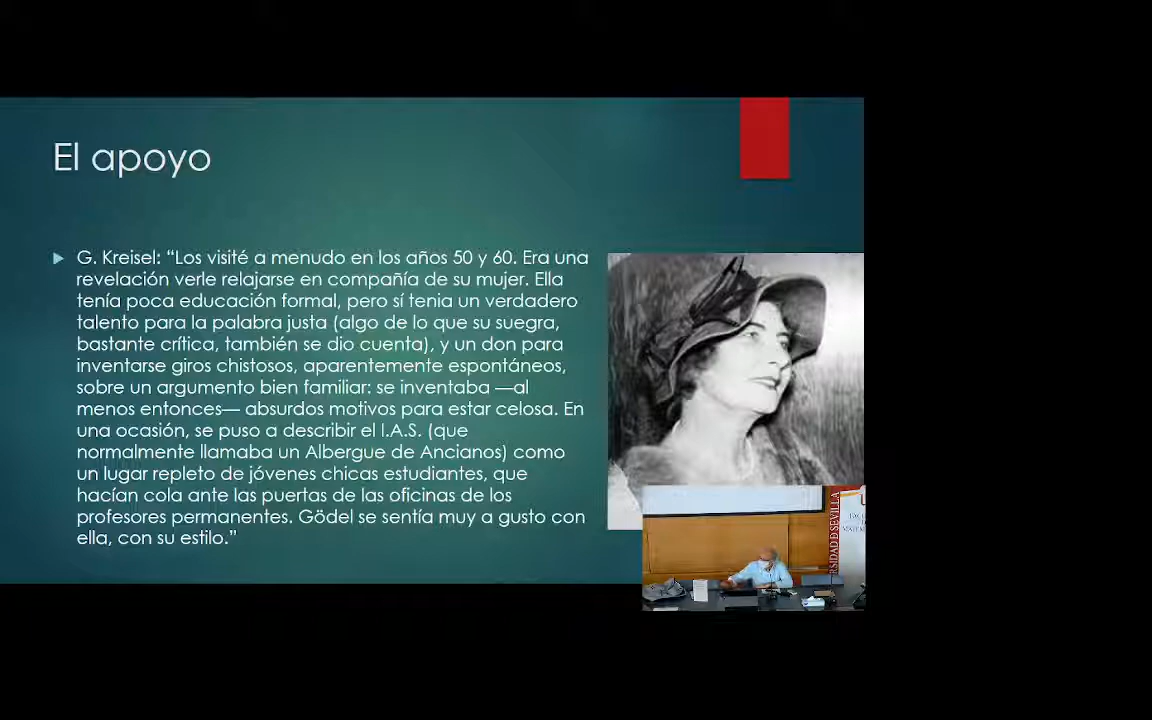 El apoyo
G. Kreisel: “Los visité a menudo en los años 50 y 60. Era una
revelación verle relajarse en compañía de su mujer. Ella
tenía poca educación formal, pero sí tenia un verdadero
talento para la palabra justa (algo de lo que su suegra,
bastante crítica, también se dio cuenta), y un don para
inventarse giros chistosos, aparentemente espontáneos,
sobre un argumento bien familiar: se inventaba —al
menos entonces— absurdos motivos para estar celosa. En
una ocasión, se puso a describir el I.A.S. (que
normalmente llamaba un Albergue de Ancianos) como
un lugar repleto de jóvenes chicas estudiantes, que
hacían cola ante las puertas de las oficinas de los
profesores permanentes. Gödel se sentía muy a gusto con
ella, con su estilo.”
RSIDAD D SEVILLA